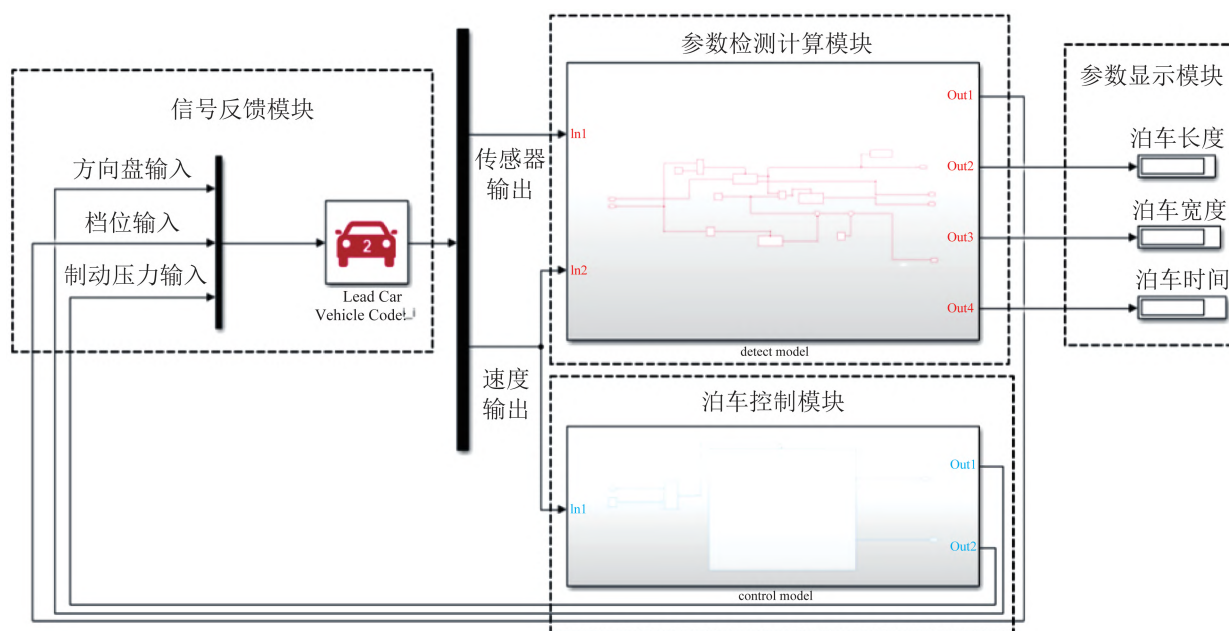 信号反馈模块
方向盘输入
档位输入
制动压力输入
2
Lead Car
传感器
输出
速度
输出
参数检测计算模块
In1
In2
Out1
Out2
Out3
Out4
detect model
泊车控制模块
In1
Out1
Out2
control model
参数显示模块
泊车长度
泊车宽度
泊车时间
Vehicle